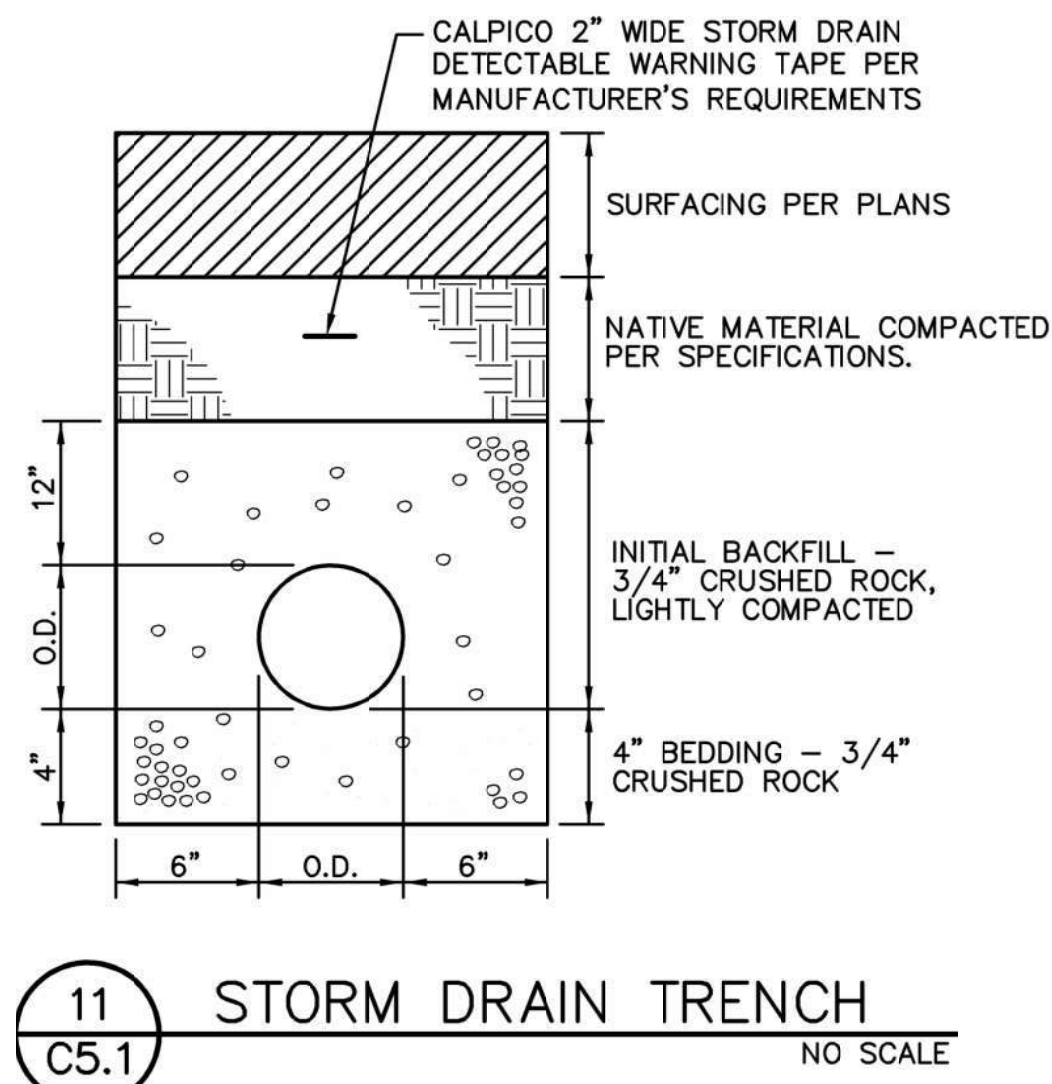 CALPICO 2" WIDE STORM DRAIN
DETECTABLE WARNING TAPE PER
MANUFACTURER'S REQUIREMENTS
SURFACING PER PLANS
NATIVE MATERIAL COMPACTED
PER SPECIFICATIONS.
12"
O.D.
4"
INITIAL BACKFILL –
3/4" CRUSHED ROCK,
LIGHTLY COMPACTED
4" BEDDING – 3/4"
CRUSHED ROCK
6"
O.D.
6"
11
C5.1
STORM DRAIN TRENCH
NO SCALE